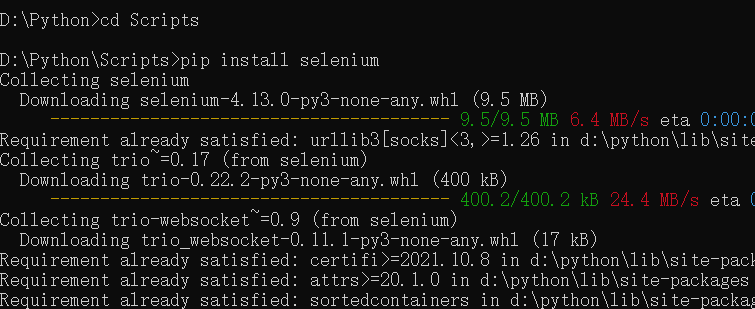 D:\Python>cd Scripts
D:\Python\Scripts>pip install selenium
Collecting selenium
Downloading selenium-4.13.0-py3-none-any.whl (9.5 MB)
---------------------------------------- 9.5/9.5 MB 6.4 MB/s eta 0:00:0
Requirement already satisfied: urllib3[socks]<3,>=1.26 in d:\python\lib\site
Collecting trio~=0.17 (from selenium)
Downloading trio-0.22.2-py3-none-any.whl (400 kB)
---------------------------------------- 400.2/400.2 kB 24.4 MB/s eta
Collecting trio-websocket~=0.9 (from selenium)
Downloading trio_websocket-0.11.1-py3-none-any.whl (17 kB)
Requirement already satisfied: certifi>=2021.10.8 in d:\python\lib\site-pack
Requirement already satisfied: attrs>=20.1.0 in d:\python\lib\site-packages
Requirement already satisfied: sortedcontainers in d:\python\lib\site-packag